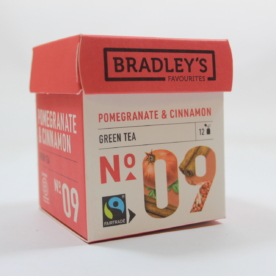 BRADLEY'S
FAVOURITES
POMEGRANATE & CINNAMON
GREEN TEA
12
No 09
FAIRTRADE
POMEGRANATE
& CINNAMON
No 09